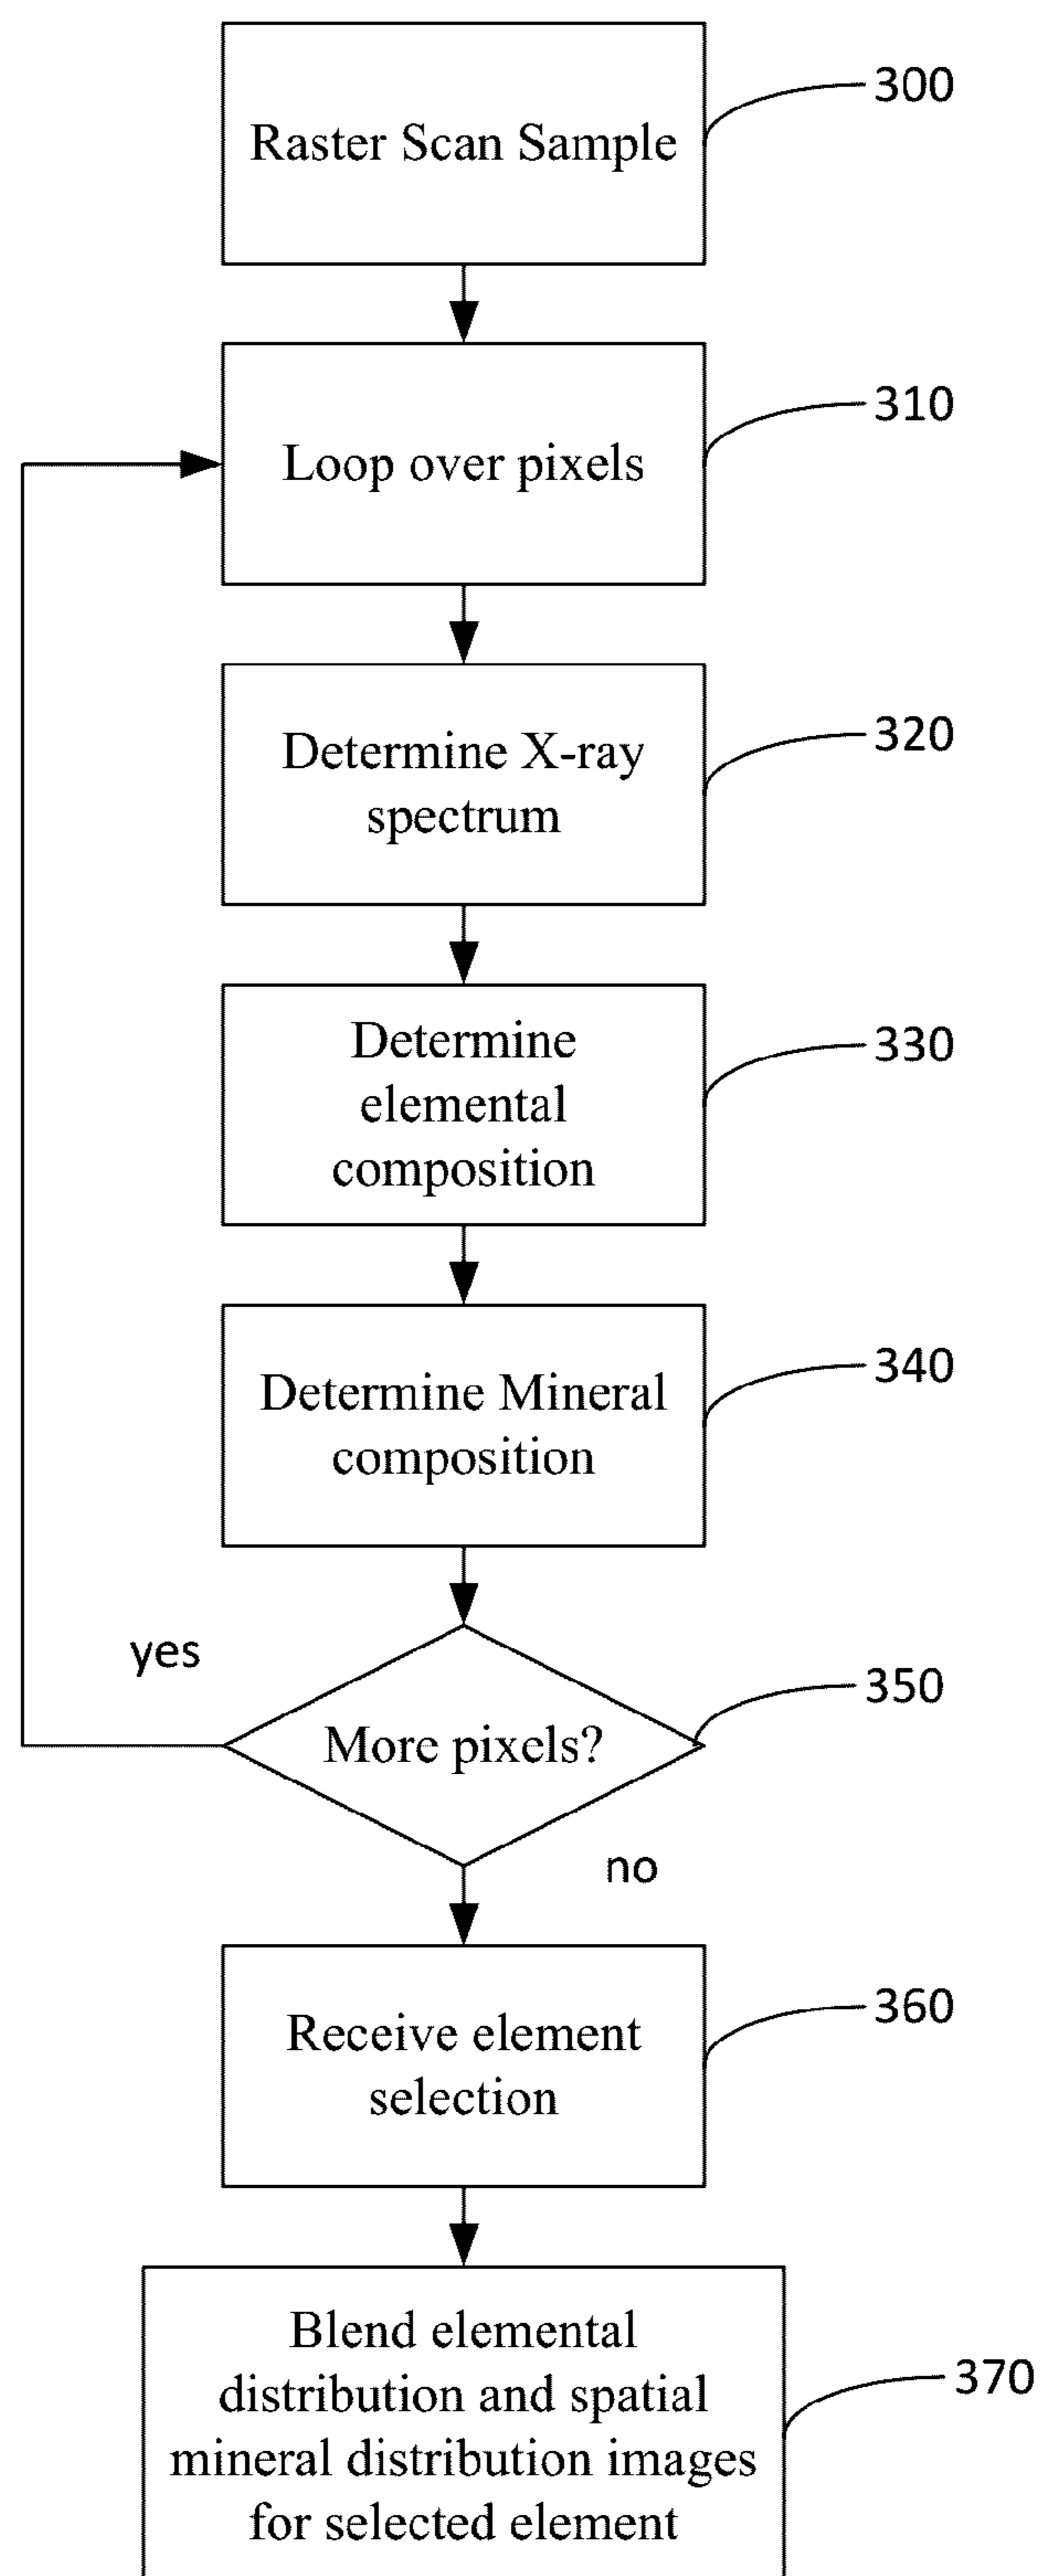 Raster Scan Sample
300
Loop over pixels
310
Determine X-ray
spectrum
320
Determine
elemental
composition
330
Determine Mineral
composition
340
yes
More pixels?
350
no
Receive element
selection
360
Blend elemental
distribution and spatial
mineral distribution images
for selected element
370